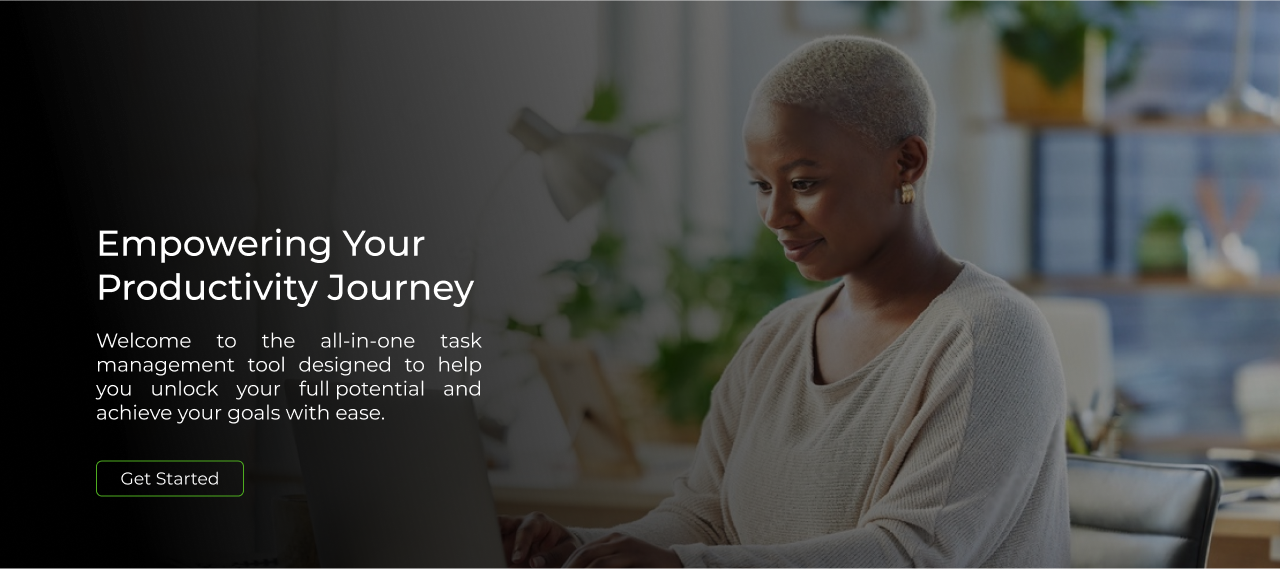 Empowering Your
Productivity Journey
Welcome to the all-in-one task
management tool designed to help
you unlock your full potential and
achieve your goals with ease.
Get Started